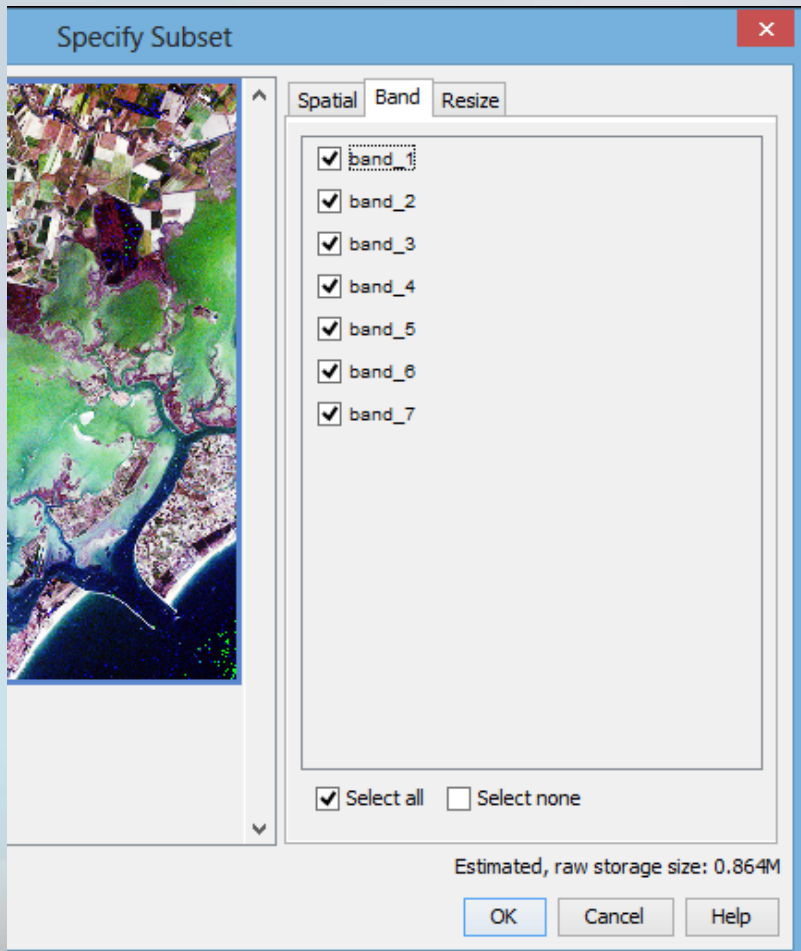 Specify Subset
Spatial Band Resize
band_1
band_2
band_3
band_4
band_5
band_6
band_7
Select all Select none
Estimated, raw storage size: 0.864M
OK Cancel Help